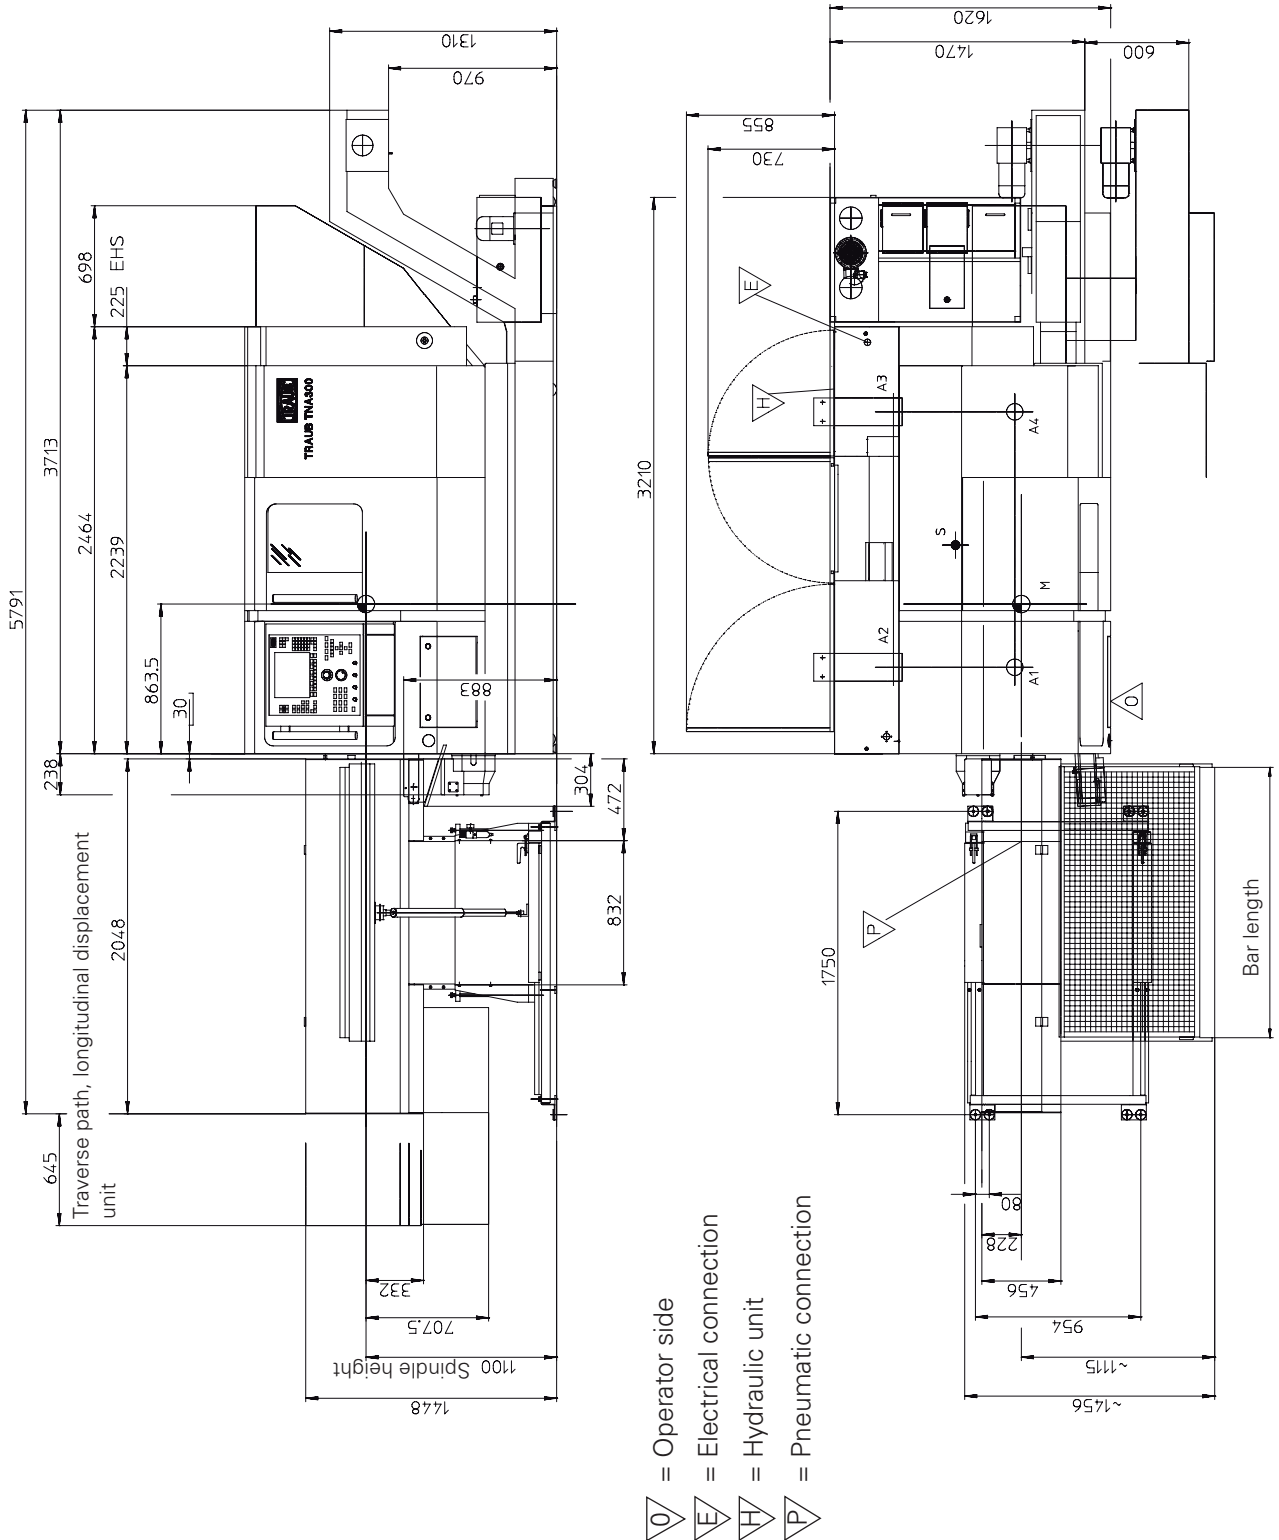 5791
3713
2464
2239
863.5
30
238
698
225 EHS
1310
970
TRAUB
TRAUB TNA300
883
304
472
832
2048
Traverse path, longitudinal displacement
unit
645
332
707.5
1100 Spindle height
1448
1620
1470
600
855
730
3210
E
H
A3
A4
S
M
A2
A1
O
P
1750
Bar length
80
228
456
954
~1115
~1456
O = Operator side
E = Electrical connection
H = Hydraulic unit
P = Pneumatic connection